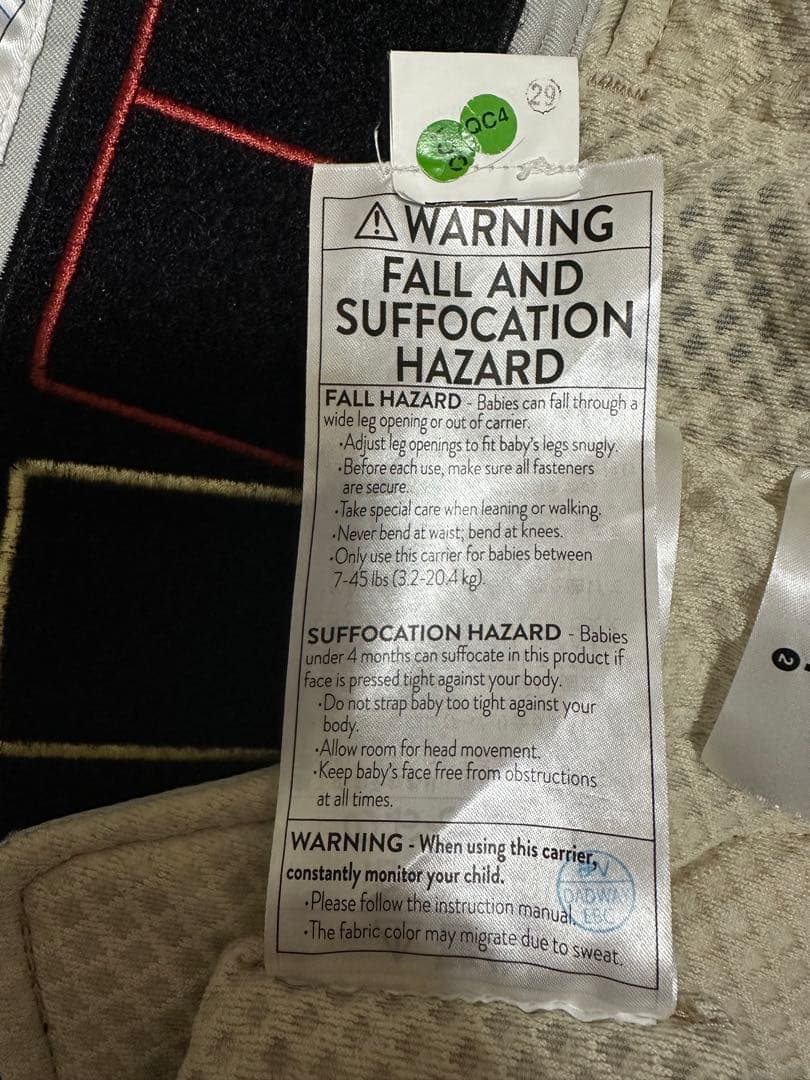 29
QC4
WARNING
FALL AND
SUFFOCATION
HAZARD
FALL HAZARD - Babies can fall through a
wide leg opening or out of carrier.
·Adjust leg openings to fit baby's legs snugly.
·Before each use, make sure all fasteners
are secure.
·Take special care when leaning or walking.
·Never bend at waist; bend at knees.
·Only use this carrier for babies between
7-45 lbs (3.2-20.4 kg).
SUFFOCATION HAZARD - Babies
under 4 months can suffocate in this product if
face is pressed tight against your body.
·Do not strap baby too tight against your
body.
·Allow room for head movement.
·Keep baby's face free from obstructions
at all times.
WARNING - When using this carrier,
constantly monitor your child.
·Please follow the instruction manual.
·The fabric color may migrate due to sweat.
DADWAY
EBC
2